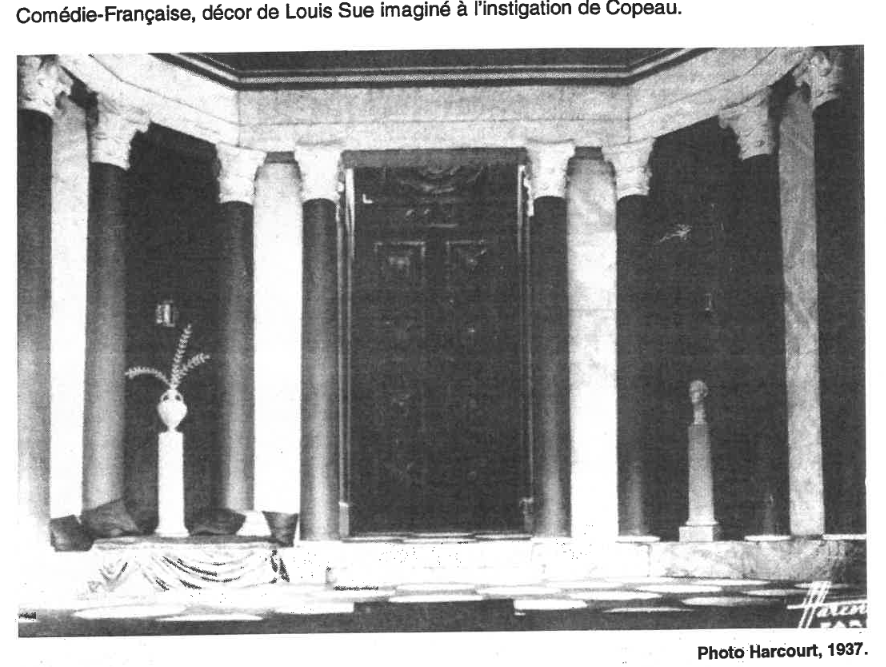 Comédie-Française, décor de Louis Sue imaginé à l'instigation de Copeau.
Photo Harcourt, 1937.